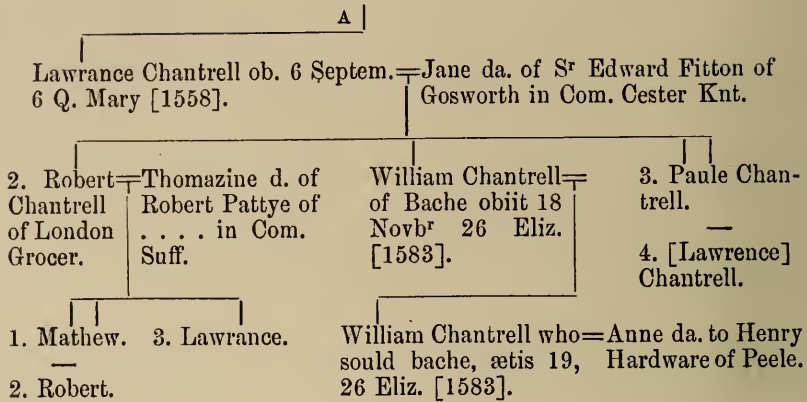 A
Lawrance Chantrell ob. 6 Septem.
6 Q. Mary [1558].
Jane da. of Sr Edward Fitton of
Gosworth in Com. Cester Knt.
2. Robert
Chantrell
of London
Grocer.
Thomazine d. of
Robert Pattye of
. . . . in Com.
Suff.
William Chantrell
of Bache obiit 18
Novbr 26 Eliz.
[1583].
3. Paule Chan-
trell.
—
4. [Lawrence]
Chantrell.
1. Mathew.
—
2. Robert.
3. Lawrance.
William Chantrell who
sould bache, ætis 19,
26 Eliz. [1583].
Anne da. to Henry
Hardware of Peele.